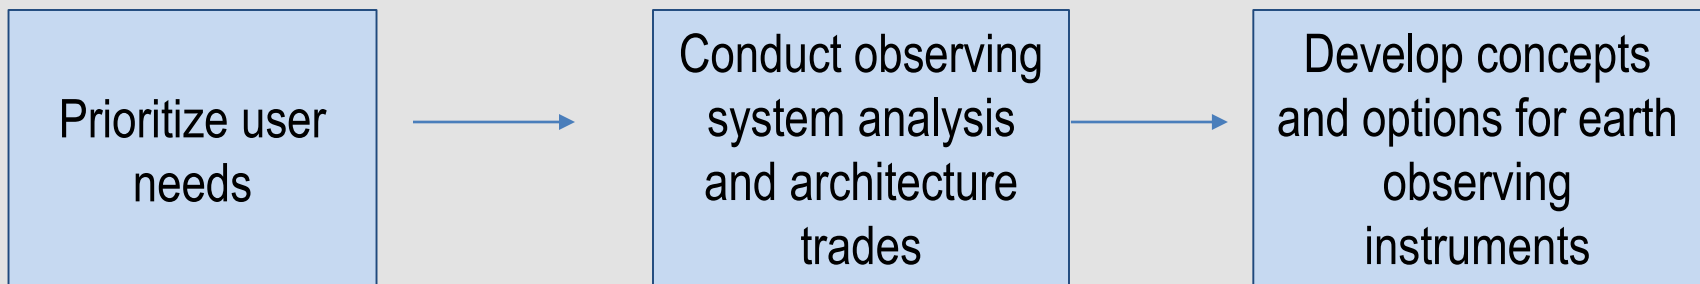 Prioritize user
needs
Conduct observing
system analysis
and architecture
trades
Develop concepts
and options for earth
observing
instruments